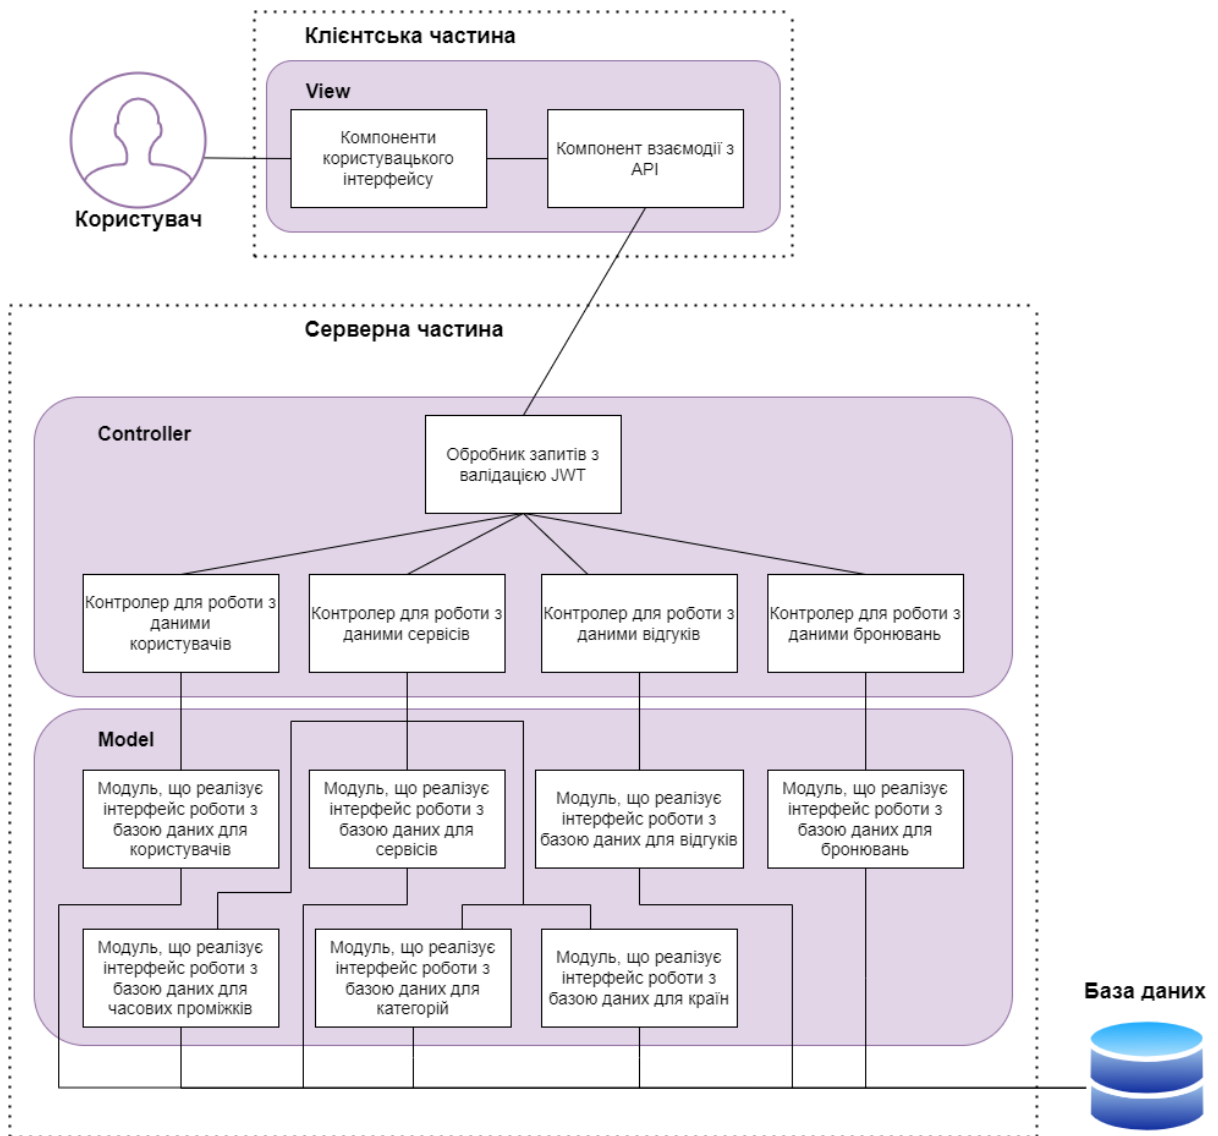 Клієнтська частина
View
Компоненти
користувацького
інтерфейсу
Компонент взаємодії з
API
Користувач
Серверна частина
Controller
Обробник запитів з
валідацією JWT
Контролер для роботи з
даними
користувачів
Контролер для роботи з
даними сервісів
Контролер для роботи з
даними відгуків
Контролер для роботи з
даними бронювань
Model
Модуль, що реалізує
інтерфейс роботи з
базою даних для
користувачів
Модуль, що реалізує
інтерфейс роботи з
базою даних для
сервісів
Модуль, що реалізує
інтерфейс роботи з
базою даних для відгуків
Модуль, що реалізує
інтерфейс роботи з
базою даних для
бронювань
Модуль, що реалізує
інтерфейс роботи з
базою даних для
часових проміжків
Модуль, що реалізує
інтерфейс роботи з
базою даних для
категорій
Модуль, що реалізує
інтерфейс роботи з
базою даних для країн
База даних